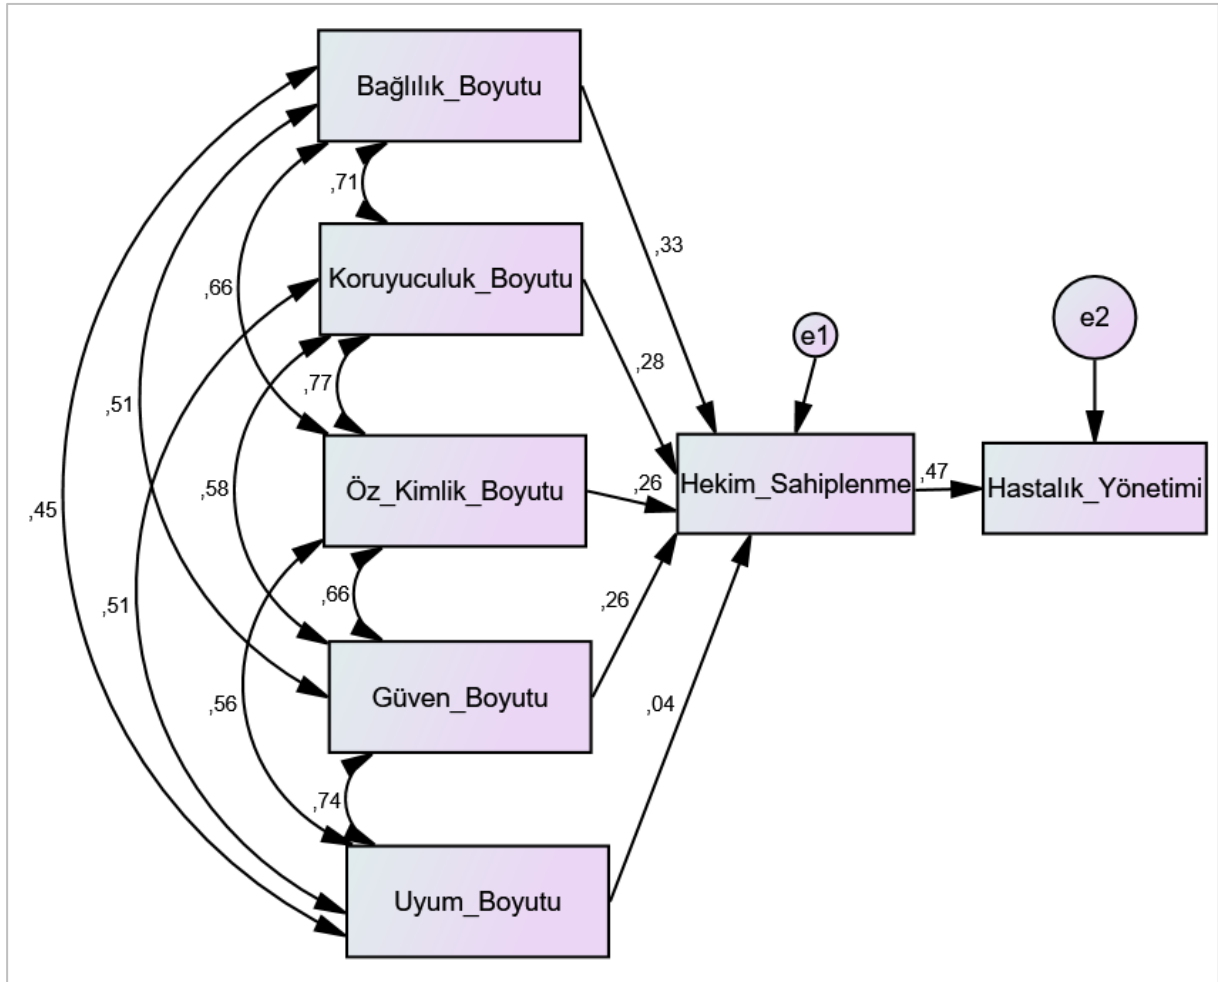 Bağlılık_Boyutu
,71
,33
Koruyuculuk_Boyutu
,66
,28
e1
e2
,77
,51
Öz_Kimlik_Boyutu
,26
Hekim_Sahiplenme
,47
Hastalık_Yönetimi
,58
,45
,66
,26
,51
Güven_Boyutu
,56
,04
,74
Uyum_Boyutu